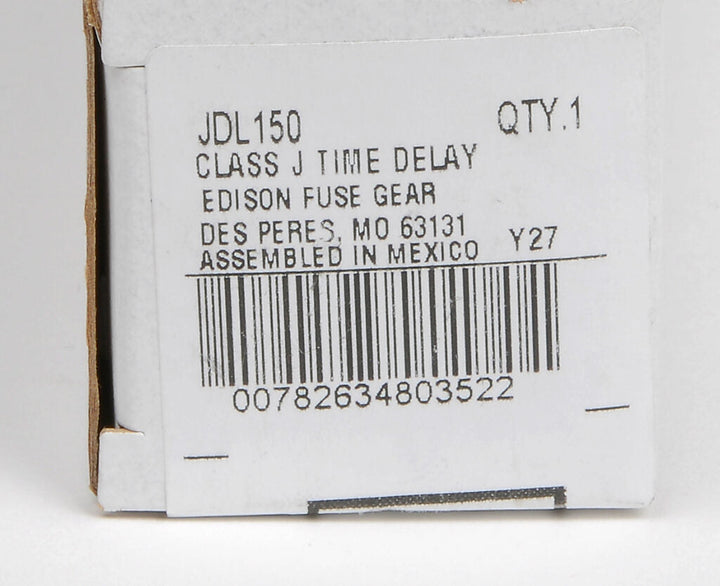 JDL150 QTY.1
CLASS J TIME DELAY
EDISON FUSE GEAR
DES PERES, MO 63131
ASSEMBLED IN MEXICO Y27
00782634803522